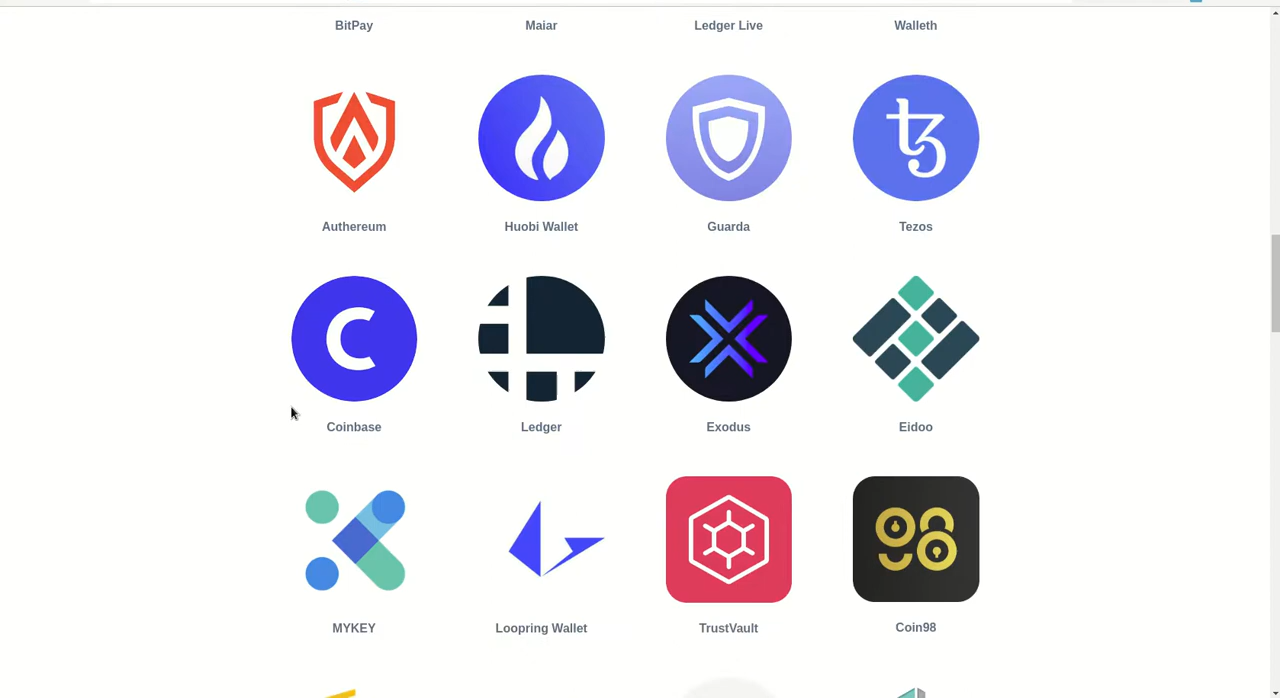 BitPay Maiar Ledger Live Walleth
Authereum Huobi Wallet Guarda Tezos
Coinbase Ledger Exodus Eidoo
98
MYKEY Loopring Wallet TrustVault Coin98